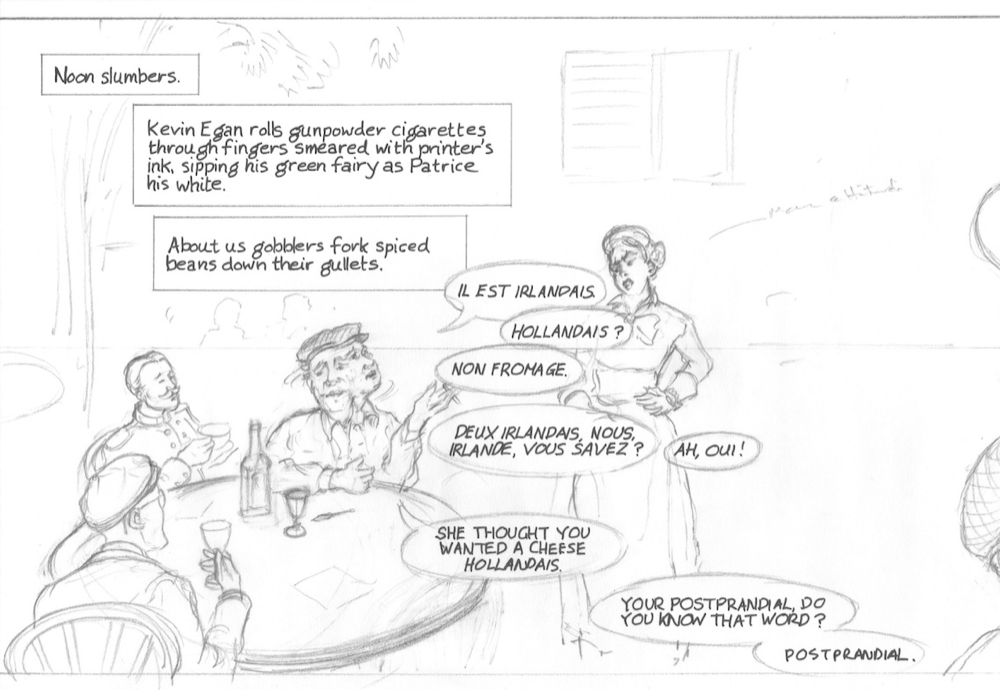 Noon slumbers.
Kevin Egan rolls gunpowder cigarettes
through fingers smeared with printer's
ink, sipping his green fairy as Patrice
his white.
About us gobblers fork spiced
beans down their gullets.
IL EST IRLANDAIS.
HOLLANDAIS ?
NON FROMAGE.
DEUX IRLANDAIS, NOUS,
IRLANDE, VOUS SAVEZ ?
AH, OUI !
SHE THOUGHT YOU
WANTED A CHEESE
HOLLANDAIS.
YOUR POSTPRANDIAL, DO
YOU KNOW THAT WORD ?
POSTPRANDIAL.